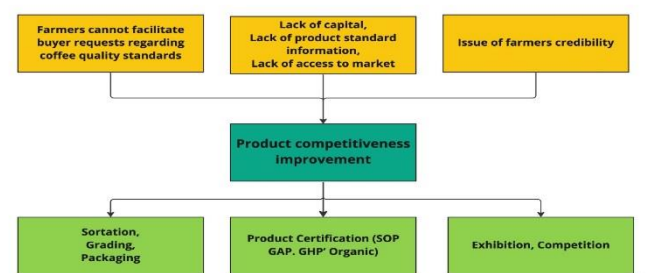 Farmers cannot facilitate
buyer requests regarding
coffee quality standards
Lack of capital,
Lack of product standard
information,
Lack of access to market
Issue of farmers credibility
Product competitiveness
improvement
Sortation,
Grading,
Packaging
Product Certification (SOP
GAP. GHP' Organic)
Exhibition, Competition